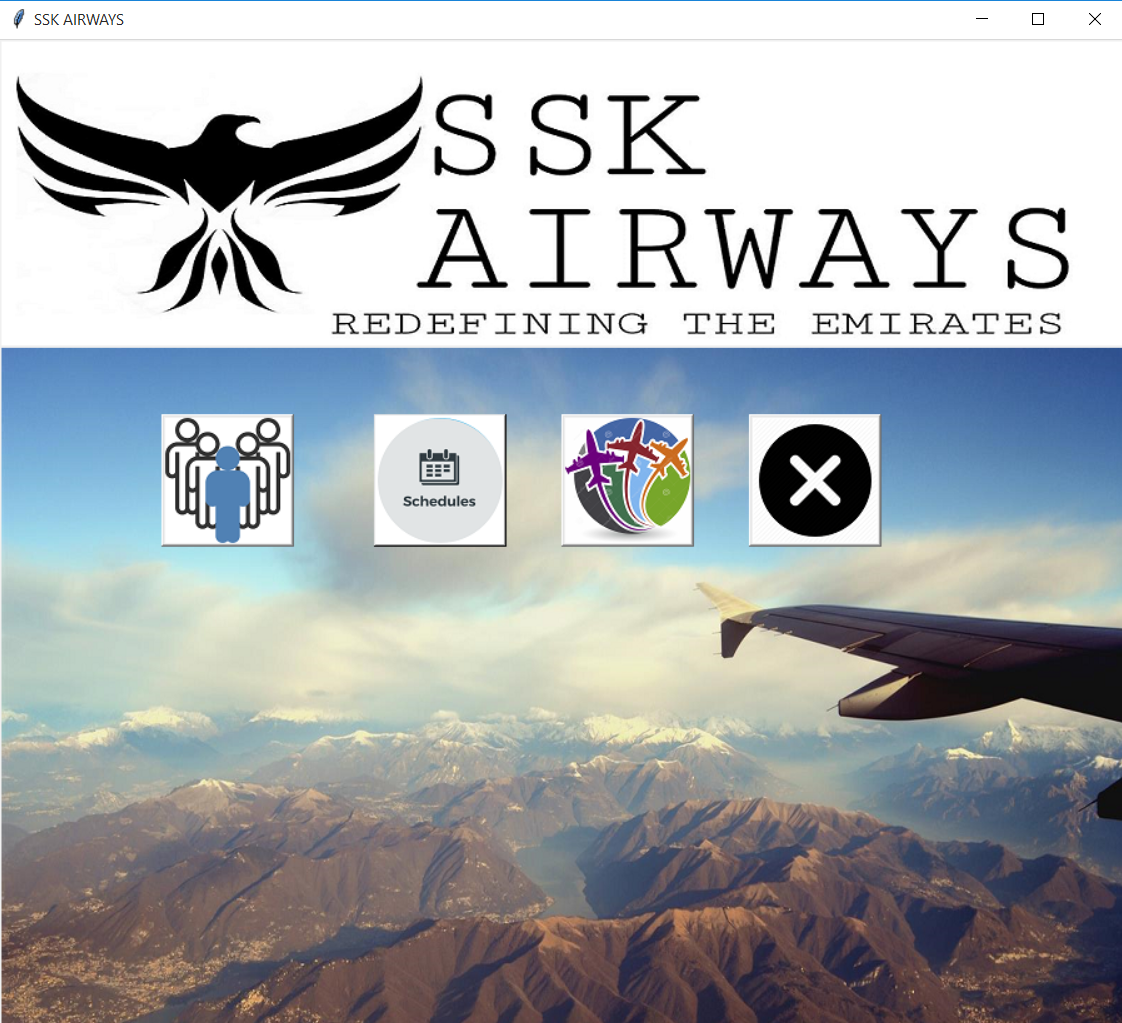 SSK AIRWAYS
SSK
AIRWAYS
REDEFINING THE EMIRATES
Schedules